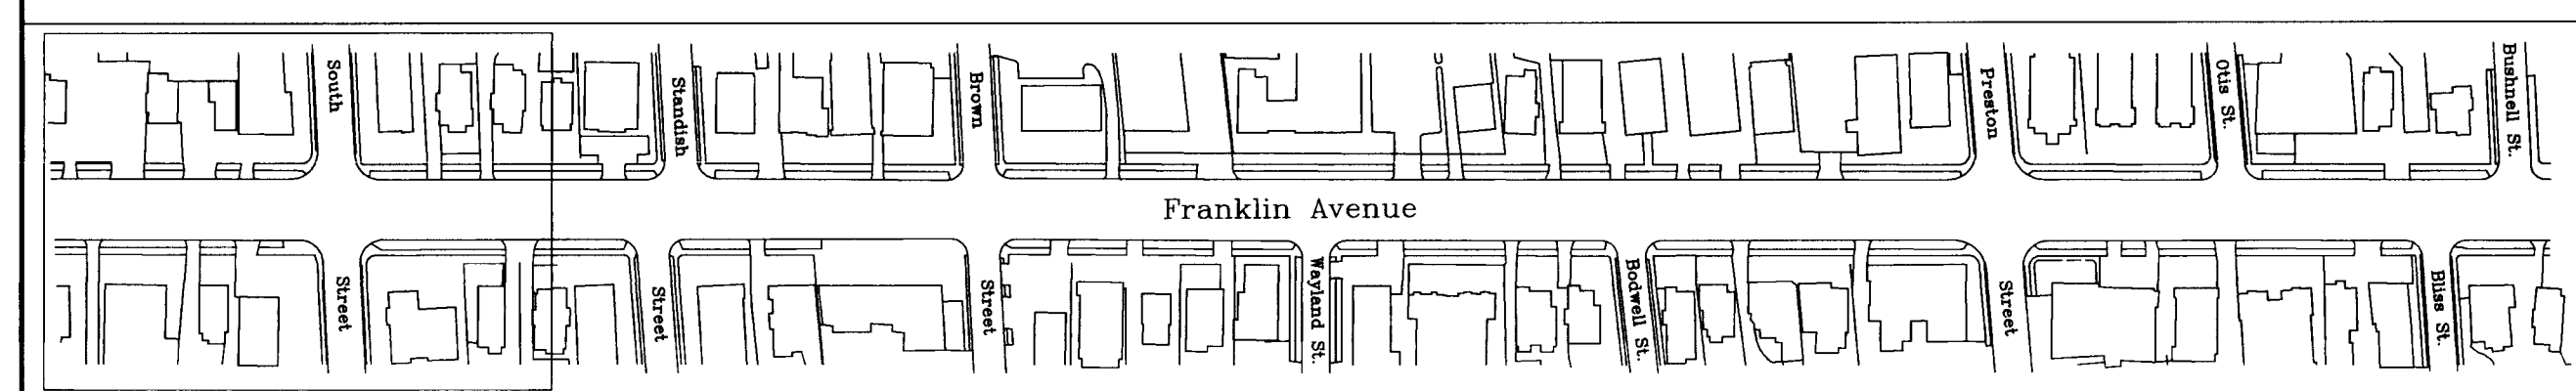 South
Standish
Brown
Preston
Otis St.
Bushnell St.
Franklin Avenue
Street
Street
Street
Wayland St.
Bodwell St.
Street
Bliss St.